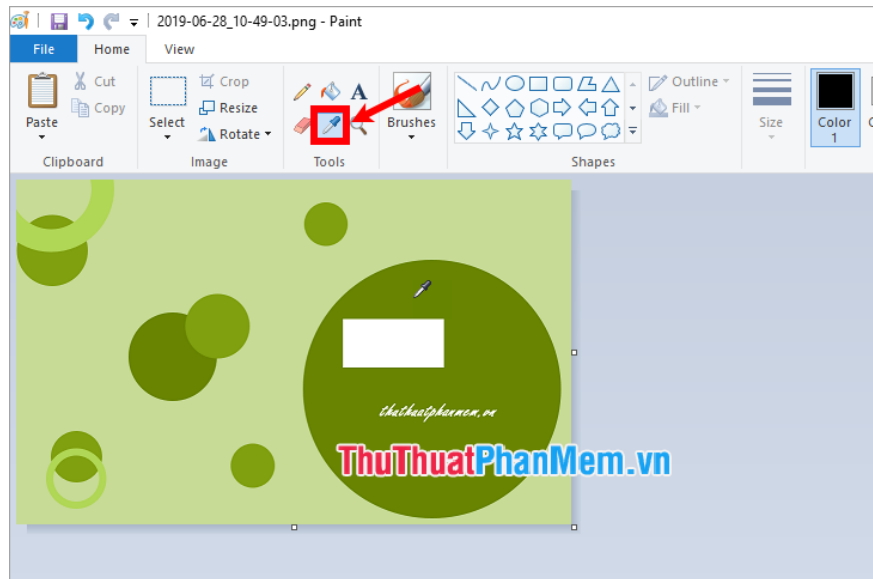 2019-06-28_10-49-03.png - Paint
File Home View
Cut
Copy
Paste
Clipboard
Crop
Resize
Rotate
Select
Image
A
Tools
Brushes
Outline
Fill
Shapes
Size
Color
1
thuthuatphanmem.vn
ThuThuatPhanMem.vn